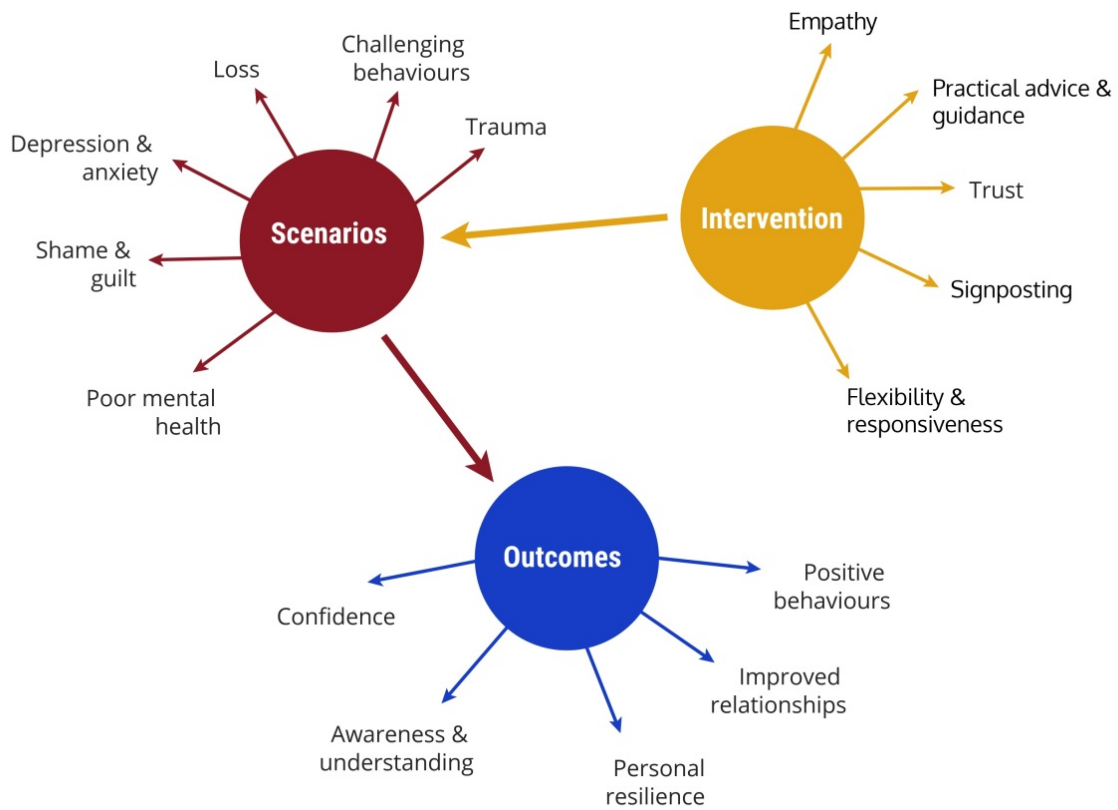 Empathy
Challenging
behaviours
Loss
Practical advice &
guidance
Trauma
Depression &
anxiety
Trust
Intervention
Scenarios
Shame &
guilt
Signposting
Poor mental
health
Flexibility &
responsiveness
Outcomes
Positive
behaviours
Confidence
Improved
relationships
Awareness &
understanding
Personal
resilience